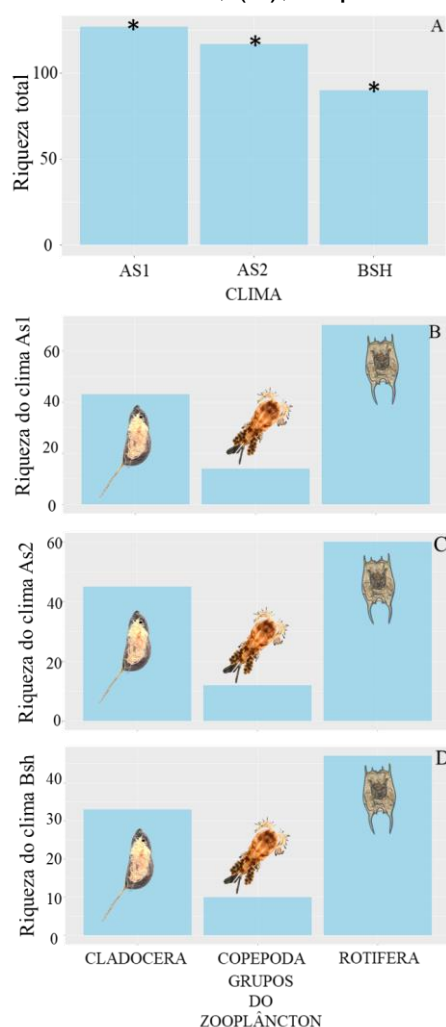 A
Riqueza total
100
50
0
* * *
AS1 AS2 BSH
CLIMA
B
Riqueza do clima As1
60
40
20
0
C
Riqueza do clima As2
60
40
20
0
D
Riqueza do clima Bsh
40
30
20
10
0
CLADOCERA COPEPODA ROTIFERA
GRUPOS
DO
ZOOPLÂNCTON